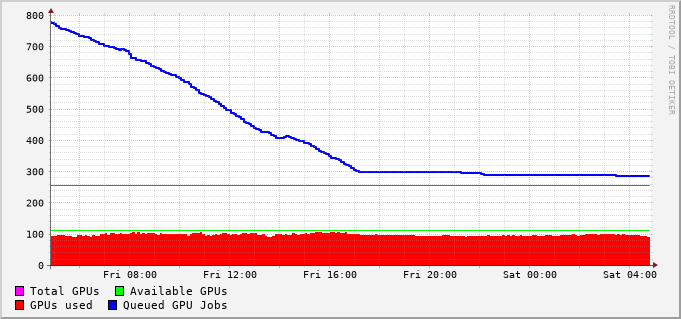 800
700
600
500
400
300
200
100
0
Fri 08:00 Fri 12:00 Fri 16:00 Fri 20:00 Sat 00:00 Sat 04:00
Total GPUs Available GPUs
GPUs used Queued GPU Jobs
RRDTOOL / TOBI OETIKER